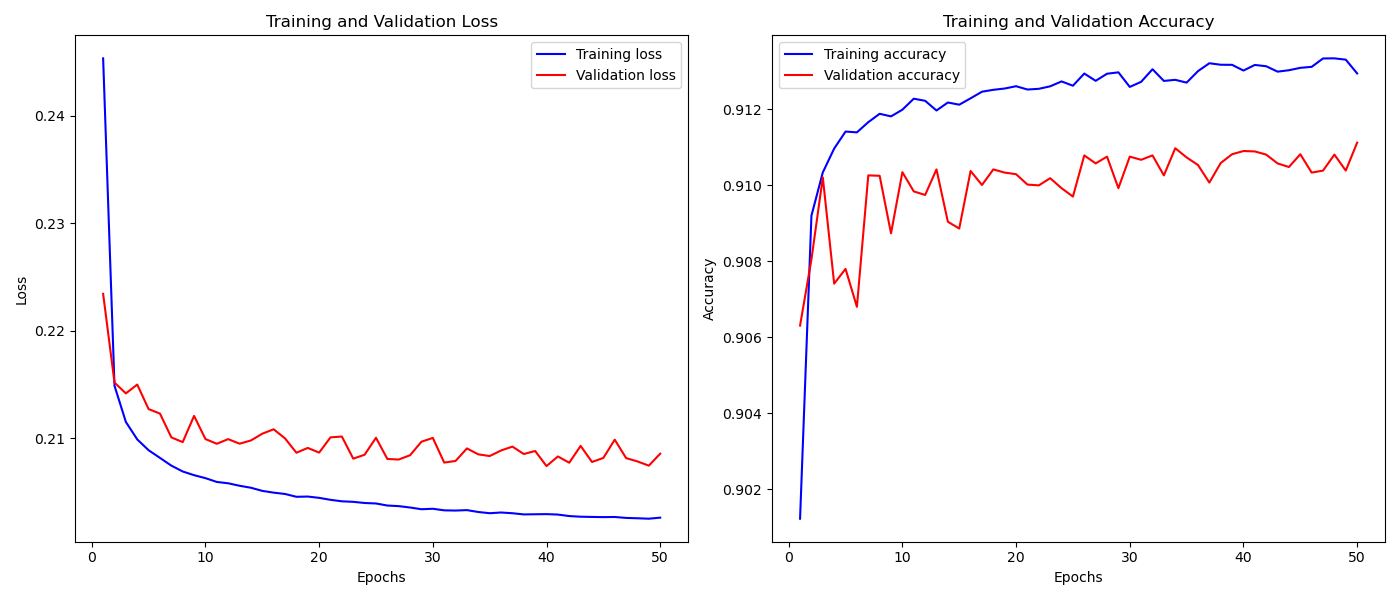 Training and Validation Loss
Training loss
Validation loss
Loss
0.24
0.23
0.22
0.21
0
10
20
30
40
50
Epochs
Training and Validation Accuracy
Training accuracy
Validation accuracy
Accuracy
0.912
0.910
0.908
0.906
0.904
0.902
0
10
20
30
40
50
Epochs